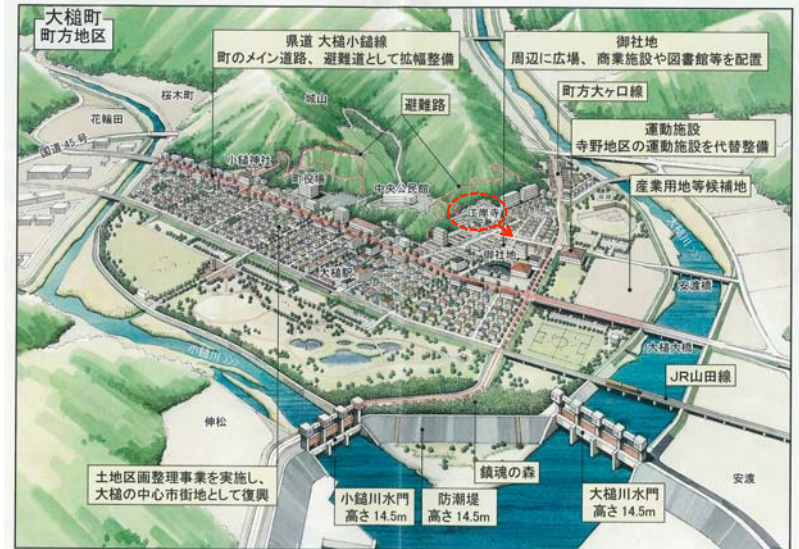 大槌町
町方地区
県道 大槌小鎚線
町のメイン道路、避難道として拡幅整備
御社地
周辺に広場、商業施設や図書館等を配置
町方大ケ口線
運動施設
寺野地区の運動施設を代替整備
産業用地等候補地
避難路
城山
桜木町
花輪田
国道45号
小鎚神社
町役場
中央公民館
江岸寺
御社地
大槌駅
大槌川
安渡橋
大槌大橋
JR山田線
小鎚川
伸松
安渡
鎮魂の森
土地区画整理事業を実施し、
大槌の中心市街地として復興
小鎚川水門
高さ14.5m
防潮堤
高さ14.5m
大槌川水門
高さ14.5m